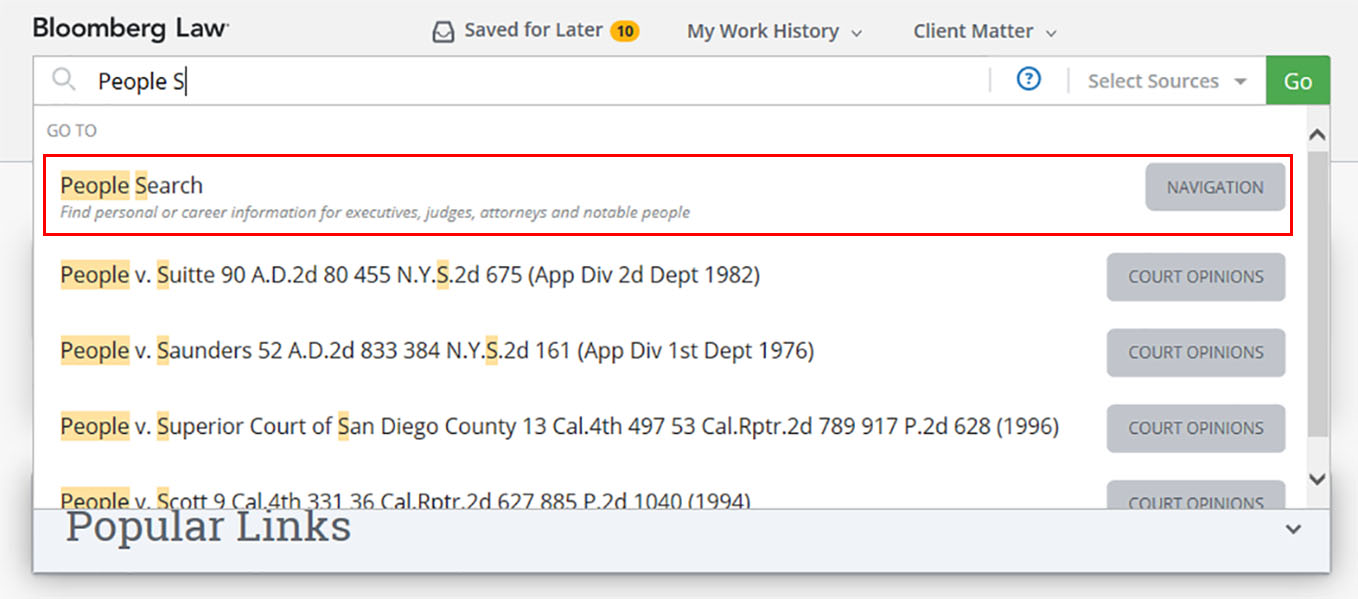 Bloomberg Law
Saved for Later 10 My Work History Client Matter
People S ? Select Sources Go
GO TO
People Search NAVIGATION
Find personal or career information for executives, judges, attorneys and notable people
People v. Suitte 90 A.D.2d 80 455 N.Y.S.2d 675 (App Div 2d Dept 1982) COURT OPINIONS
People v. Saunders 52 A.D.2d 833 384 N.Y.S.2d 161 (App Div 1st Dept 1976) COURT OPINIONS
People v. Superior Court of San Diego County 13 Cal.4th 497 53 Cal.Rptr.2d 789 917 P.2d 628 (1996) COURT OPINIONS
People v. Scott 9 Cal.4th 331 36 Cal.Rptr.2d 627 885 P.2d 1040 (1994) COURT OPINIONS
Popular Links